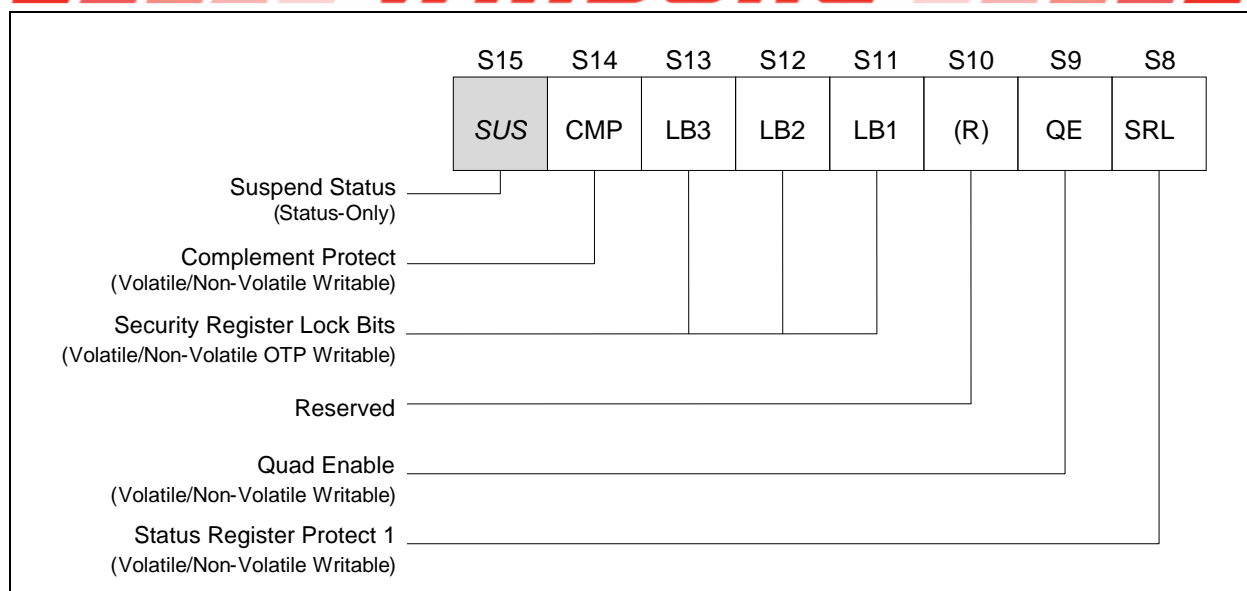 S15 S14 S13 S12 S11 S10 S9 S8
SUS CMP LB3 LB2 LB1 (R) QE SRL
Suspend Status
(Status-Only)
Complement Protect
(Volatile/Non-Volatile Writable)
Security Register Lock Bits
(Volatile/Non-Volatile OTP Writable)
Reserved
Quad Enable
(Volatile/Non-Volatile Writable)
Status Register Protect 1
(Volatile/Non-Volatile Writable)